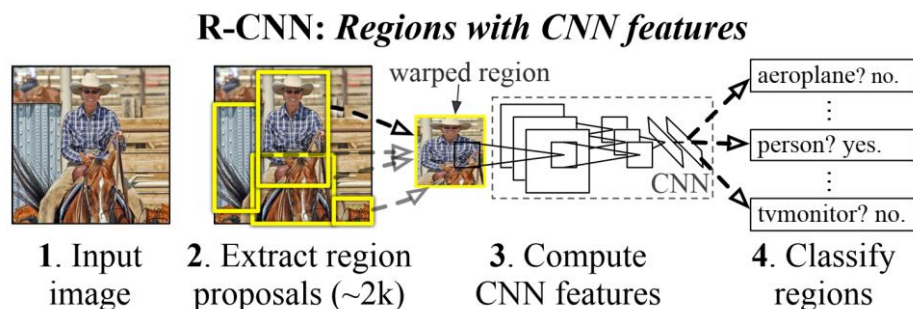 R-CNN: Regions with CNN features
warped region
aeroplane? no.
⋮
person? yes.
⋮
tvmonitor? no.
CNN
1. Input
image
2. Extract region
proposals (~2k)
3. Compute
CNN features
4. Classify
regions